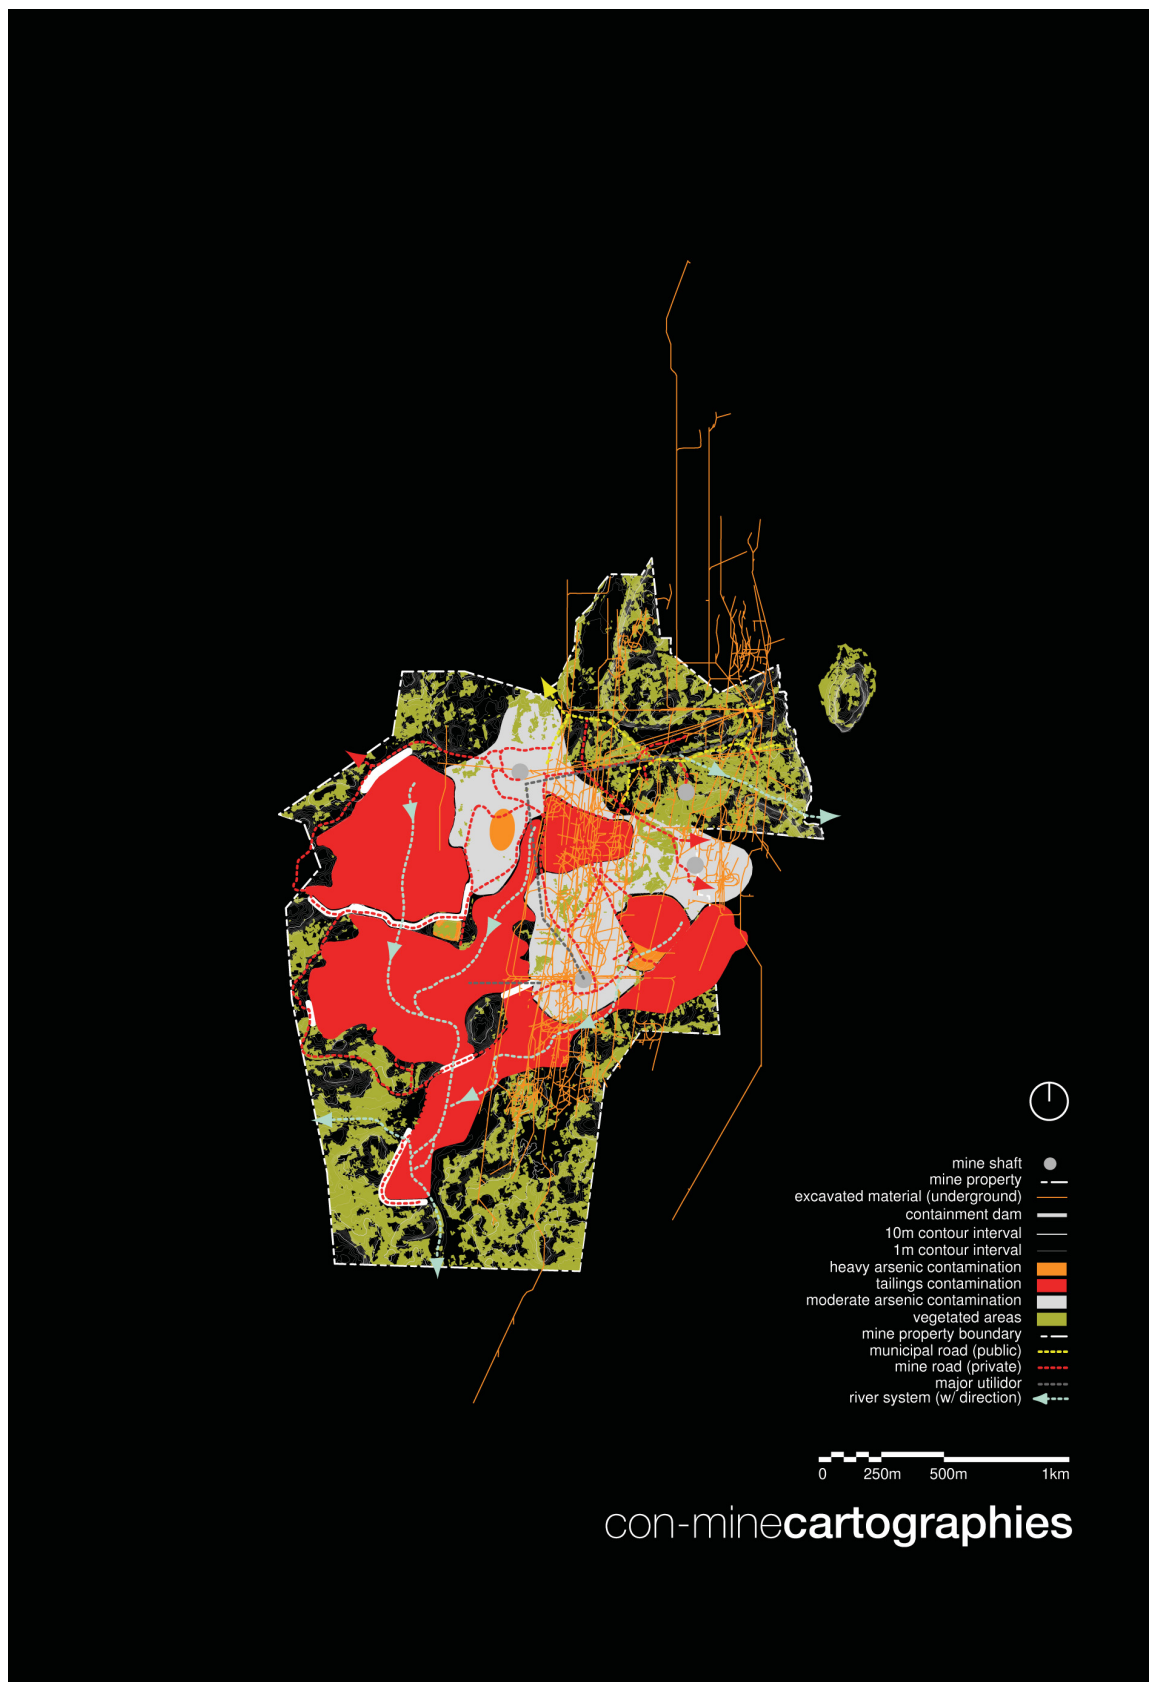 mine shaft
mine property
excavated material (underground)
containment dam
10m contour interval
1m contour interval
heavy arsenic contamination
tailings contamination
moderate arsenic contamination
vegetated areas
mine property boundary
municipal road (public)
mine road (private)
major utilidor
river system (w/ direction)
0 250m 500m 1km
con-minecartographies